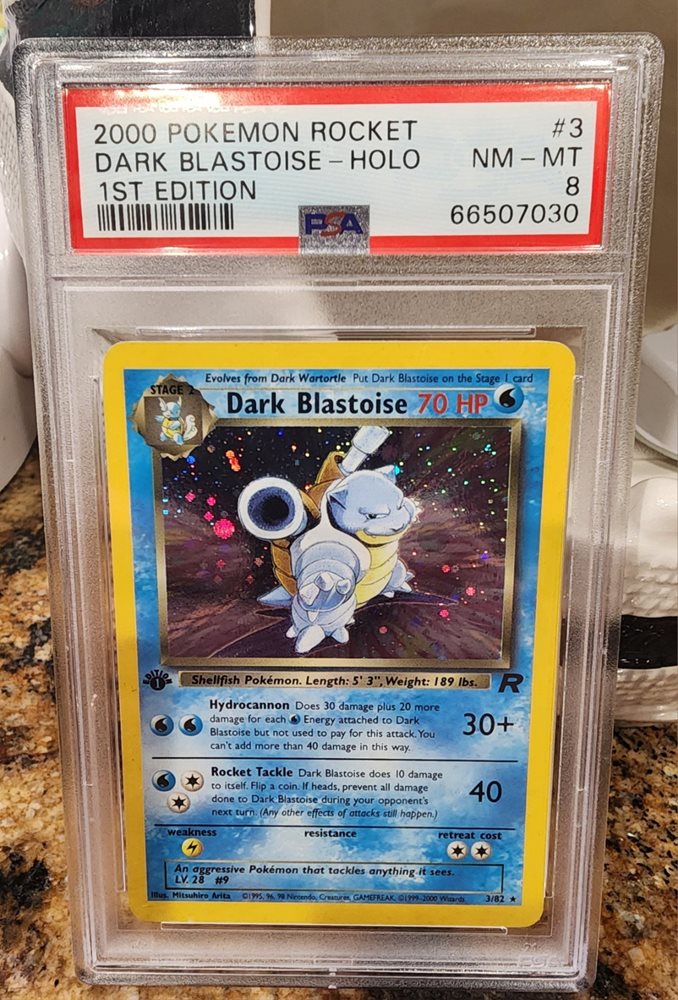 2000 POKEMON ROCKET #3
DARK BLASTOISE - HOLO NM - MT
1ST EDITION 8
PSA 66507030
Evolves from Dark Wartortle Put Dark Blastoise on the Stage 1 card
STAGE 2
Dark Blastoise 70 HP
Shellfish Pokémon. Length: 5' 3", Weight: 189 lbs.
EDITION 1
R
Hydrocannon Does 30 damage plus 20 more
damage for each Energy attached to Dark
Blastoise but not used to pay for this attack. You
can't add more than 40 damage in this way.
30+
Rocket Tackle Dark Blastoise does 10 damage
to itself. Flip a coin. If heads, prevent all damage
done to Dark Blastoise during your opponent's
next turn. (Any other effects of attacks still happen.)
40
weakness resistance retreat cost
An aggressive Pokémon that tackles anything it sees.
LV. 28 #9
Illus. Mitsuhiro Arita ©1995, 96, 98 Nintendo, Creatures, GAMEFREAK, ©1999-2000 Wizards. 3/82 ★